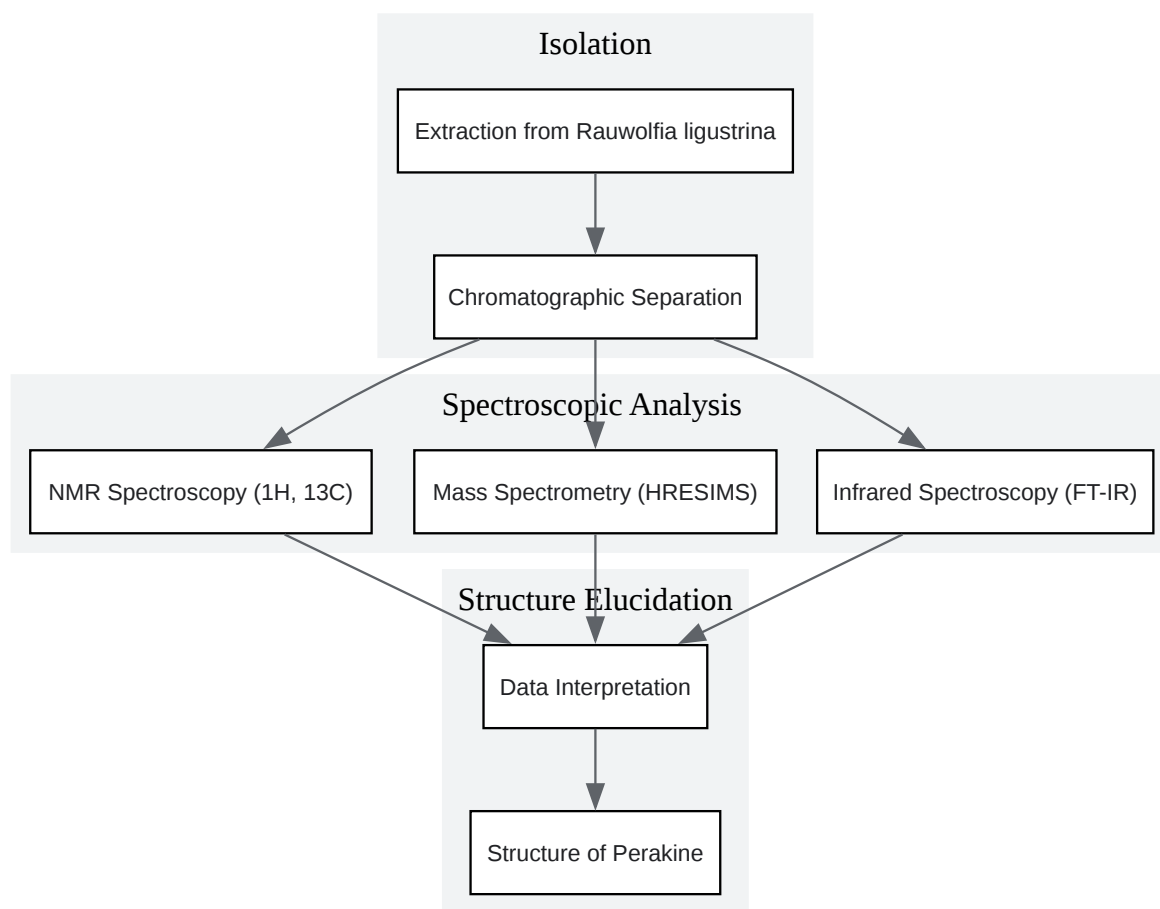 Isolation
Extraction from Rauwolfia ligustrina
Chromatographic Separation
Spectroscopic Analysis
NMR Spectroscopy (1H, 13C)
Mass Spectrometry (HRESIMS)
Infrared Spectroscopy (FT-IR)
Structure Elucidation
Data Interpretation
Structure of Perakine